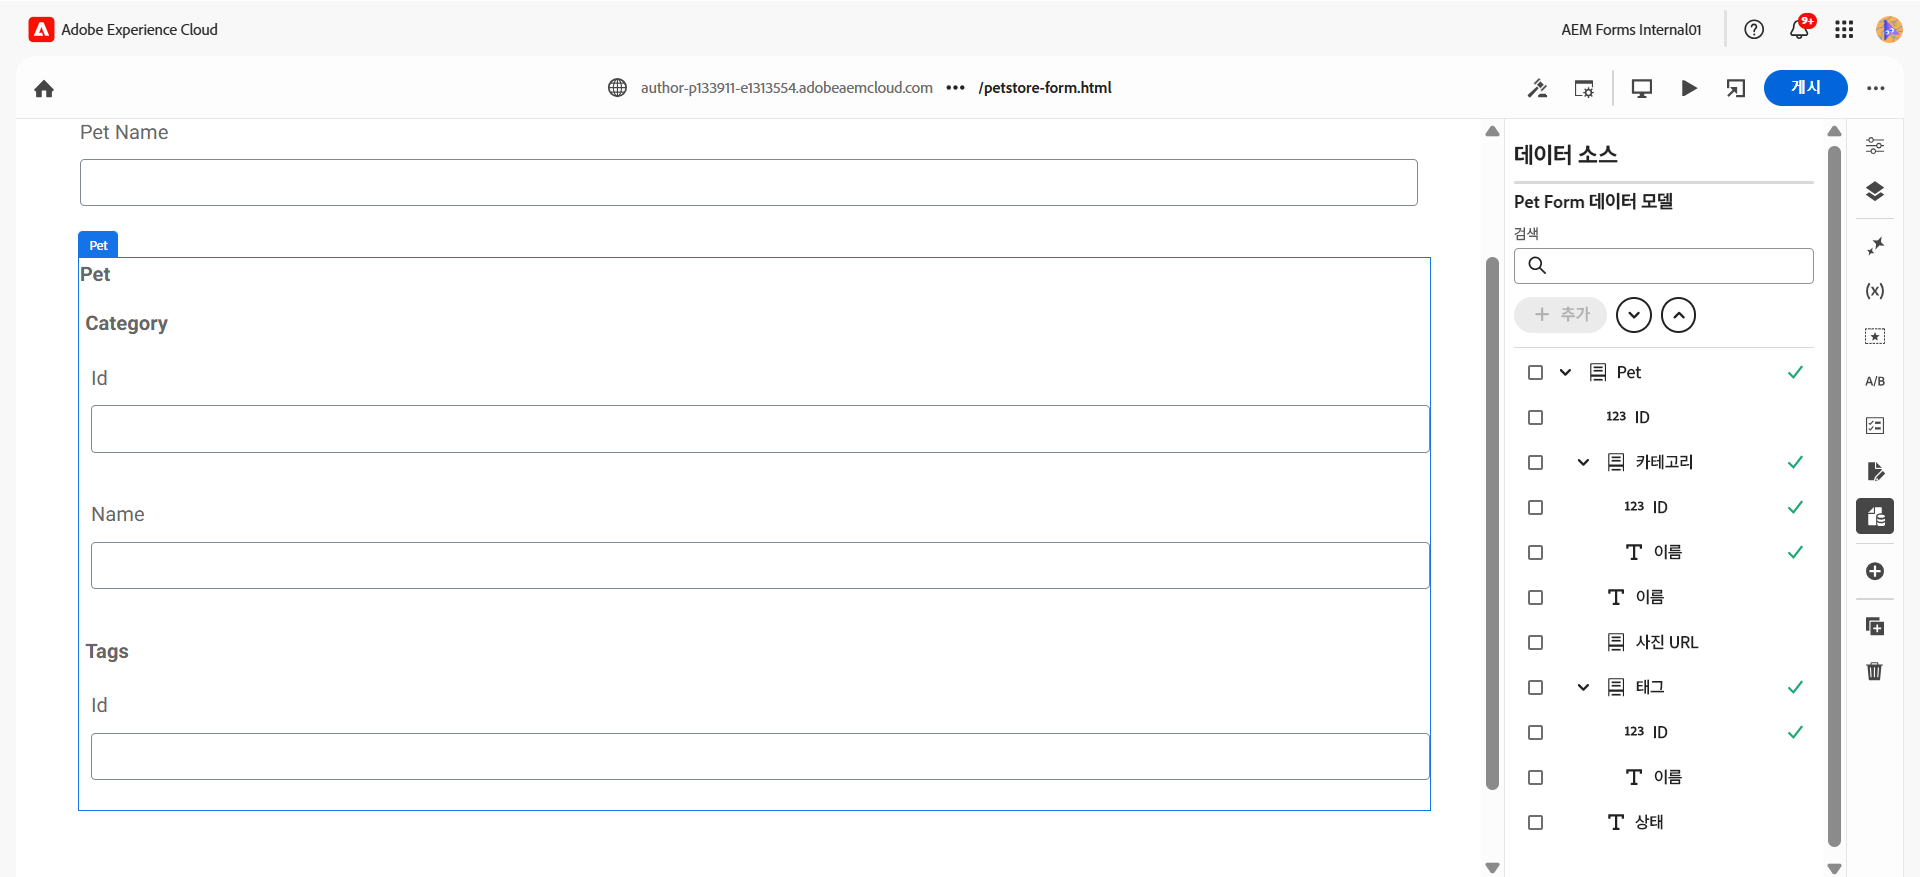 Adobe Experience Cloud
AEM Forms Internal01
9+
author-p133911-e1313554.adobeaemcloud.com ••• /petstore-form.html
게시
Pet Name
Pet
Pet
Category
Id
Name
Tags
Id
데이터 소스
Pet Form 데이터 모델
검색
+ 추가
Pet
123 ID
카테고리
123 ID
T 이름
T 이름
사진 URL
태그
123 ID
T 이름
T 상태
(x)
A/B